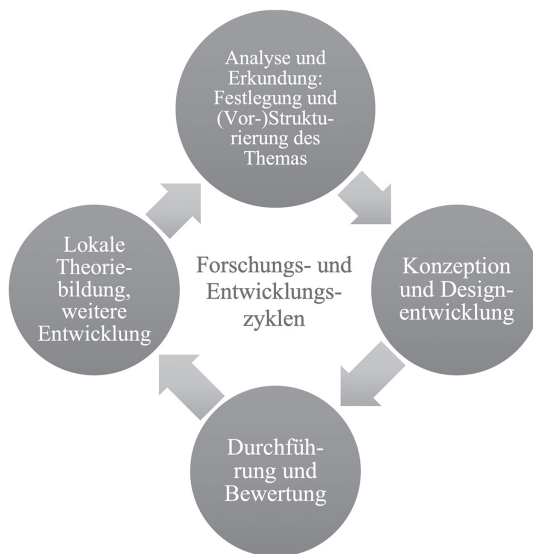 Analyse und
Erkundung:
Festlegung und
(Vor-)Struktu-
rierung des
Themas
Konzeption
und Design-
entwicklung
Durchfüh-
rung und
Bewertung
Lokale
Theorie-
bildung,
weitere
Entwicklung
Forschungs- und
Entwicklungs-
zyklen